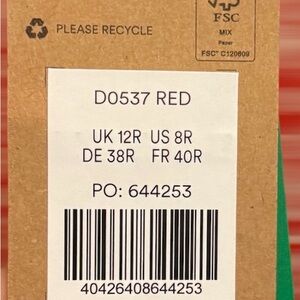 PLEASE RECYCLE
FSC
MIX
Paper
FSC® C120609
D0537 RED
UK 12R US 8R
DE 38R FR 40R
PO: 644253
40426408644253